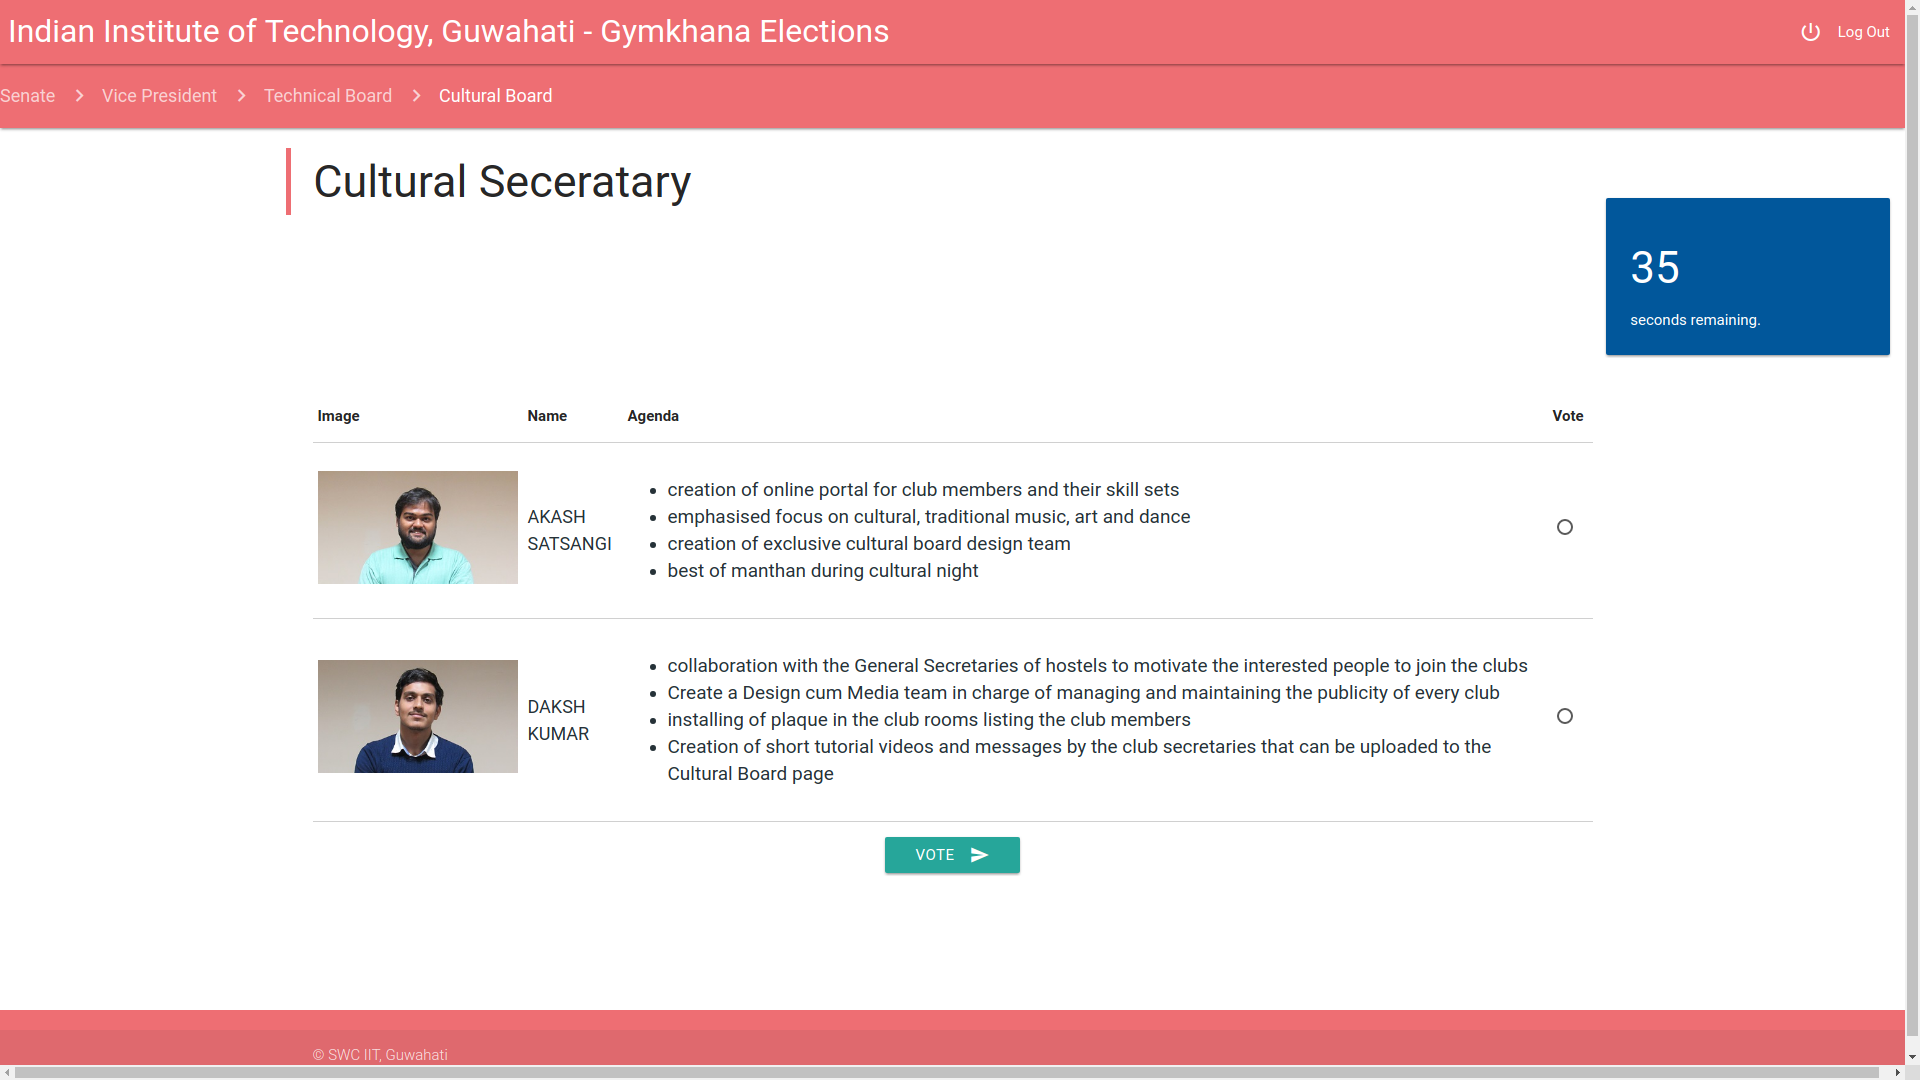 Indian Institute of Technology, Guwahati - Gymkhana Elections
Log Out
Senate > Vice President > Technical Board > Cultural Board
Cultural Seceratary
35
seconds remaining.
Image Name Agenda Vote
AKASH
SATSANGI
creation of online portal for club members and their skill sets
emphasised focus on cultural, traditional music, art and dance
creation of exclusive cultural board design team
best of manthan during cultural night
DAKSH
KUMAR
collaboration with the General Secretaries of hostels to motivate the interested people to join the clubs
Create a Design cum Media team in charge of managing and maintaining the publicity of every club
installing of plaque in the club rooms listing the club members
Creation of short tutorial videos and messages by the club secretaries that can be uploaded to the
Cultural Board page
VOTE
© SWC IIT, Guwahati